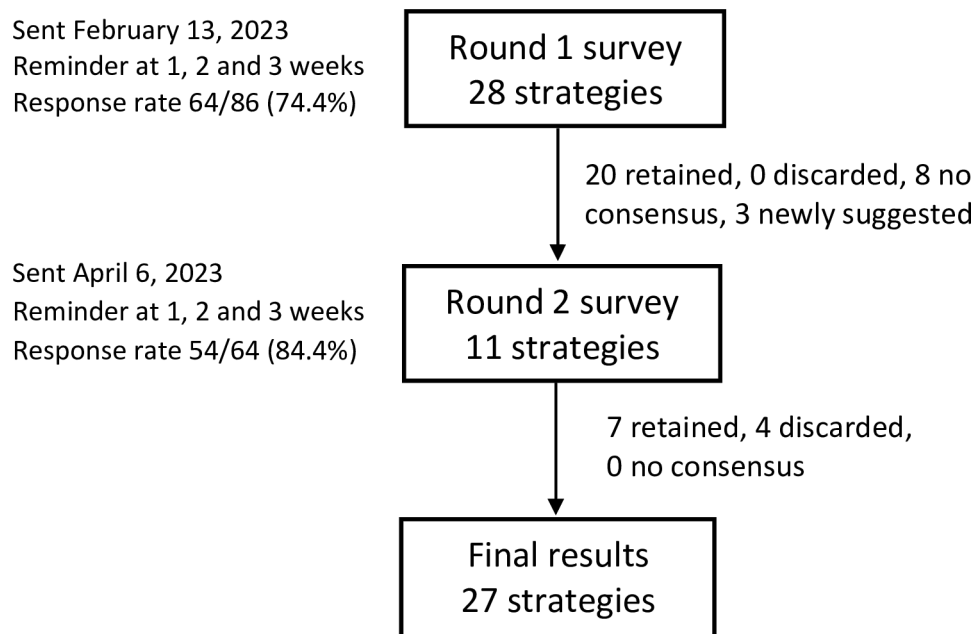 Sent February 13, 2023
Reminder at 1, 2 and 3 weeks
Response rate 64/86 (74.4%)
Round 1 survey
28 strategies
20 retained, 0 discarded, 8 no
consensus, 3 newly suggested
Sent April 6, 2023
Reminder at 1, 2 and 3 weeks
Response rate 54/64 (84.4%)
Round 2 survey
11 strategies
7 retained, 4 discarded,
0 no consensus
Final results
27 strategies